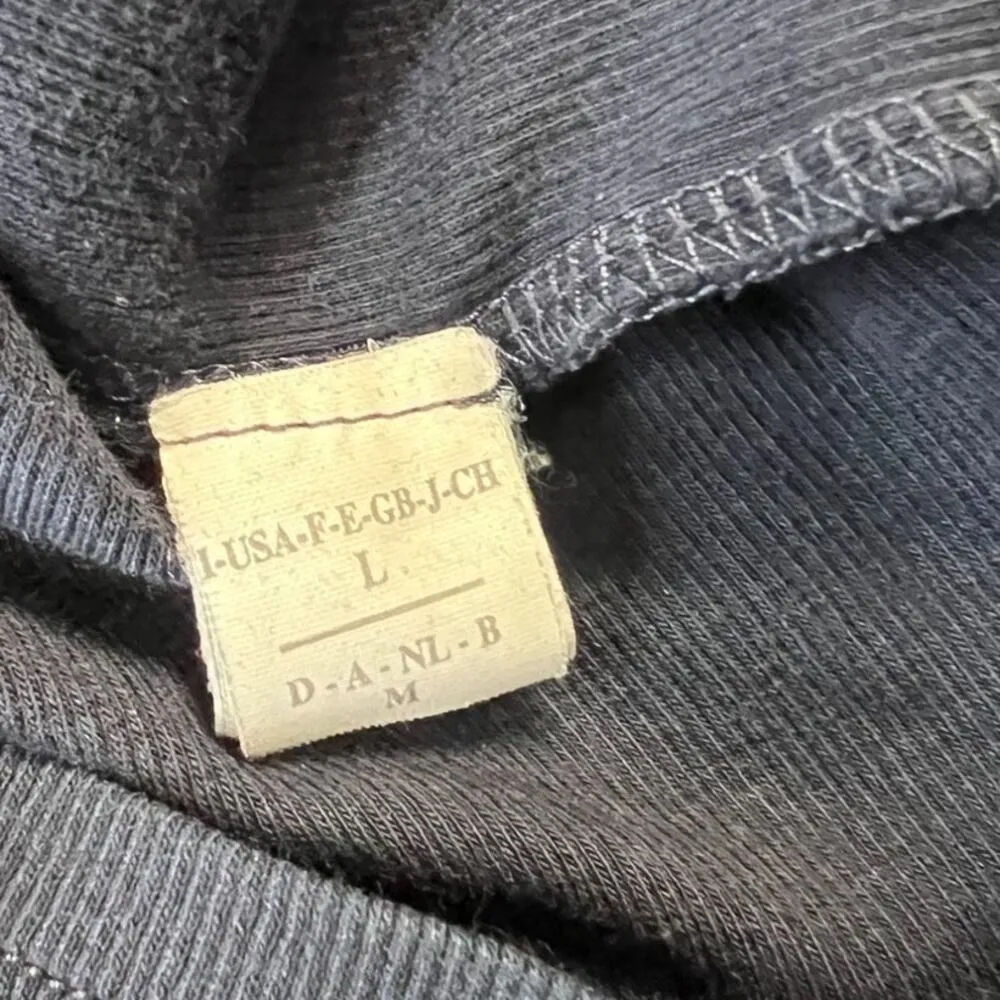 I-USA-F-E-GB-J-CH
L
D - A - NL - B
M